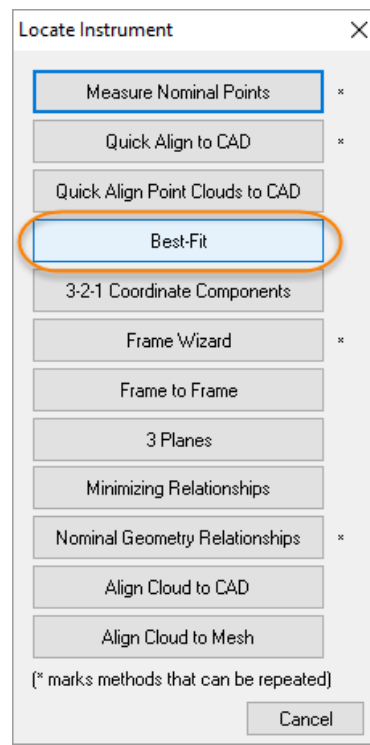 Locate Instrument
Measure Nominal Points *
Quick Align to CAD *
Quick Align Point Clouds to CAD
Best-Fit
3-2-1 Coordinate Components
Frame Wizard *
Frame to Frame
3 Planes
Minimizing Relationships
Nominal Geometry Relationships *
Align Cloud to CAD
Align Cloud to Mesh
(* marks methods that can be repeated)
Cancel